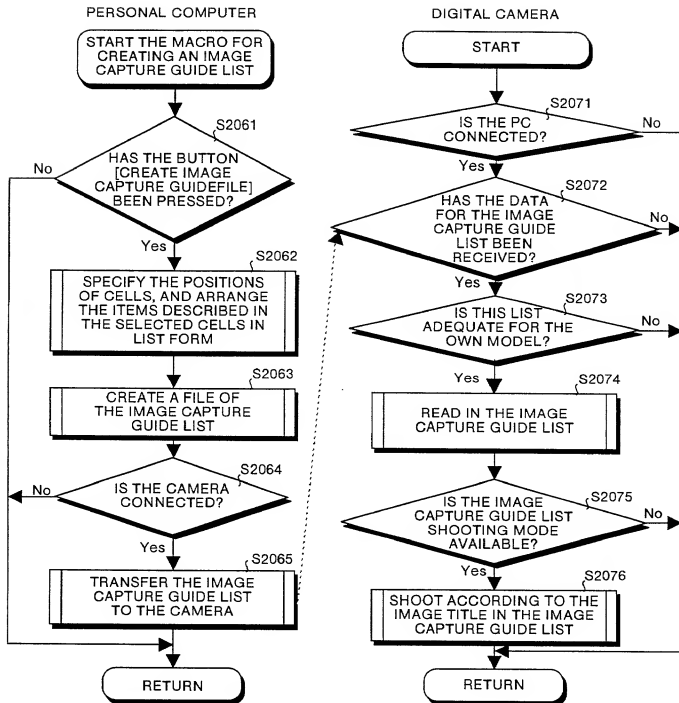 PERSONAL COMPUTER
START THE MACRO FOR
CREATING AN IMAGE
CAPTURE GUIDE LIST
S2061
No
HAS THE BUTTON
[CREATE IMAGE
CAPTURE GUIDEFILE]
BEEN PRESSED?
Yes
S2062
SPECIFY THE POSITIONS
OF CELLS, AND ARRANGE
THE ITEMS DESCRIBED IN
THE SELECTED CELLS IN
LIST FORM
S2063
CREATE A FILE OF
THE IMAGE CAPTURE
GUIDE LIST
S2064
No
IS THE CAMERA
CONNECTED?
Yes
S2065
TRANSFER THE IMAGE
CAPTURE GUIDE LIST
TO THE CAMERA
RETURN
DIGITAL CAMERA
START
S2071
IS THE PC
CONNECTED?
No
Yes
S2072
HAS THE DATA
FOR THE IMAGE
CAPTURE GUIDE
LIST BEEN
RECEIVED?
No
Yes
S2073
IS THIS LIST
ADEQUATE FOR THE
OWN MODEL?
No
Yes
S2074
READ IN THE IMAGE
CAPTURE GUIDE LIST
S2075
IS THE IMAGE
CAPTURE GUIDE LIST
SHOOTING MODE
AVAILABLE?
No
Yes
S2076
SHOOT ACCORDING TO THE
IMAGE TITLE IN THE IMAGE
CAPTURE GUIDE LIST
RETURN